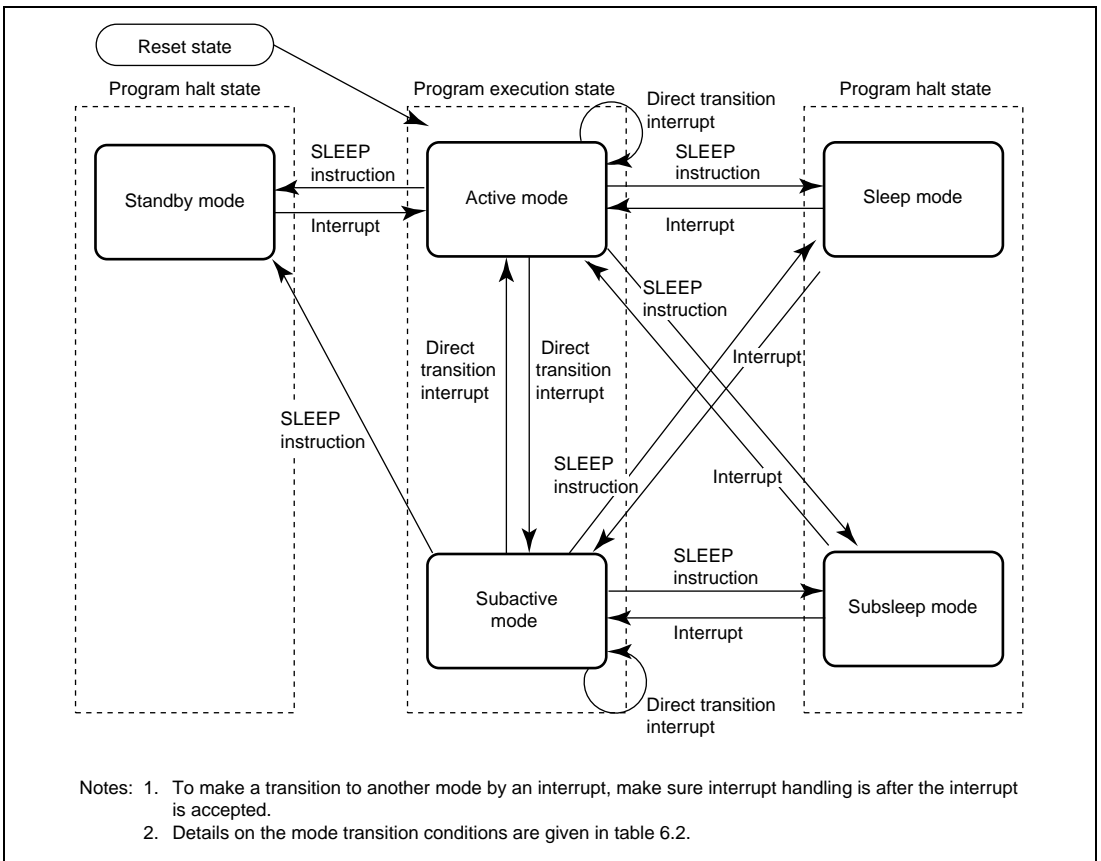 Reset state
Program halt state
Program execution state
Program halt state
Direct transition
interrupt
SLEEP
instruction
SLEEP
instruction
Standby mode
Active mode
Sleep mode
Interrupt
Interrupt
SLEEP
instruction
Direct
transition
interrupt
Direct
transition
interrupt
Interrupt
SLEEP
instruction
SLEEP
instruction
Interrupt
SLEEP
instruction
Subactive
mode
Subsleep mode
Interrupt
Direct transition
interrupt
Notes: 1. To make a transition to another mode by an interrupt, make sure interrupt handling is after the interrupt
is accepted.
2. Details on the mode transition conditions are given in table 6.2.